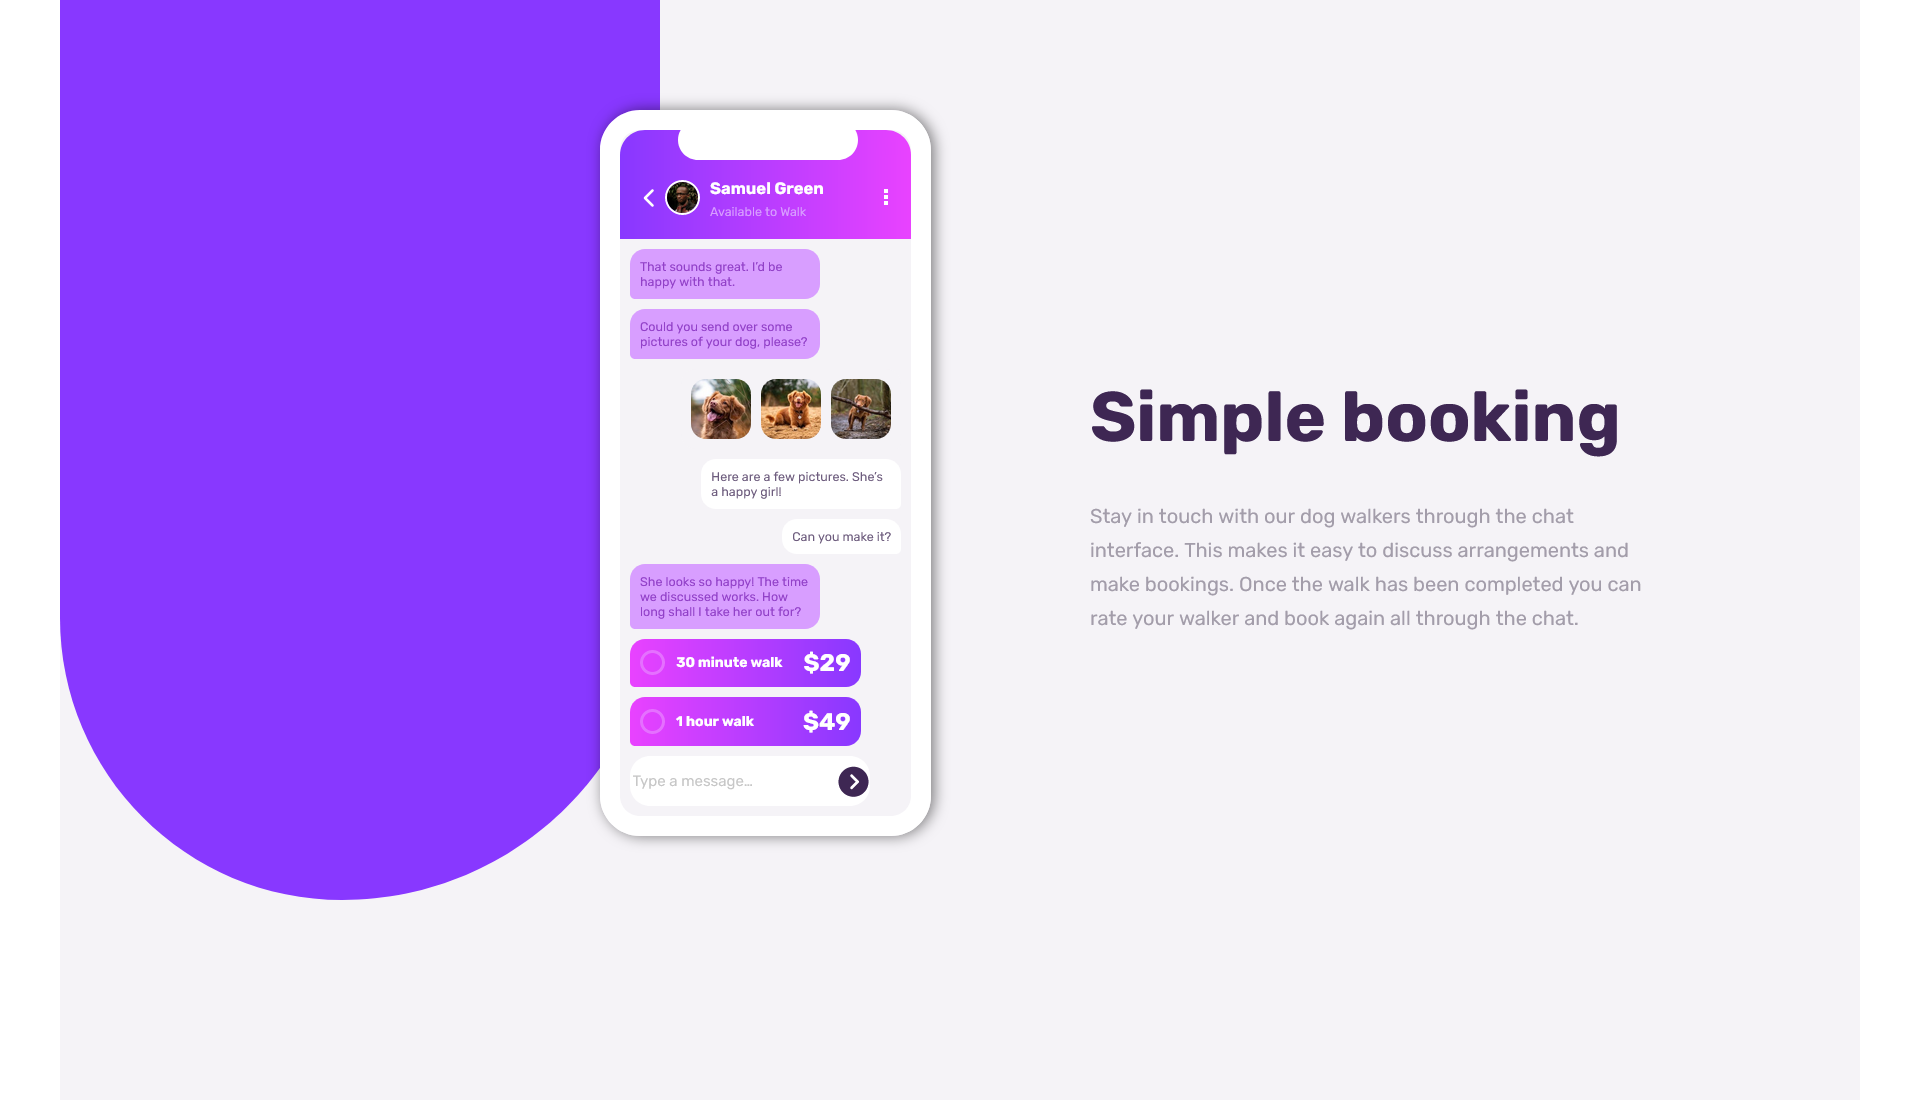 Samuel Green
Available to Walk
That sounds great. I'd be
happy with that.
Could you send over some
pictures of your dog, please?
Here are a few pictures. She's
a happy girl!
Can you make it?
She looks so happy! The time
we discussed works. How
long shall I take her out for?
30 minute walk $29
1 hour walk $49
Type a message…
Simple booking
Stay in touch with our dog walkers through the chat
interface. This makes it easy to discuss arrangements and
make bookings. Once the walk has been completed you can
rate your walker and book again all through the chat.